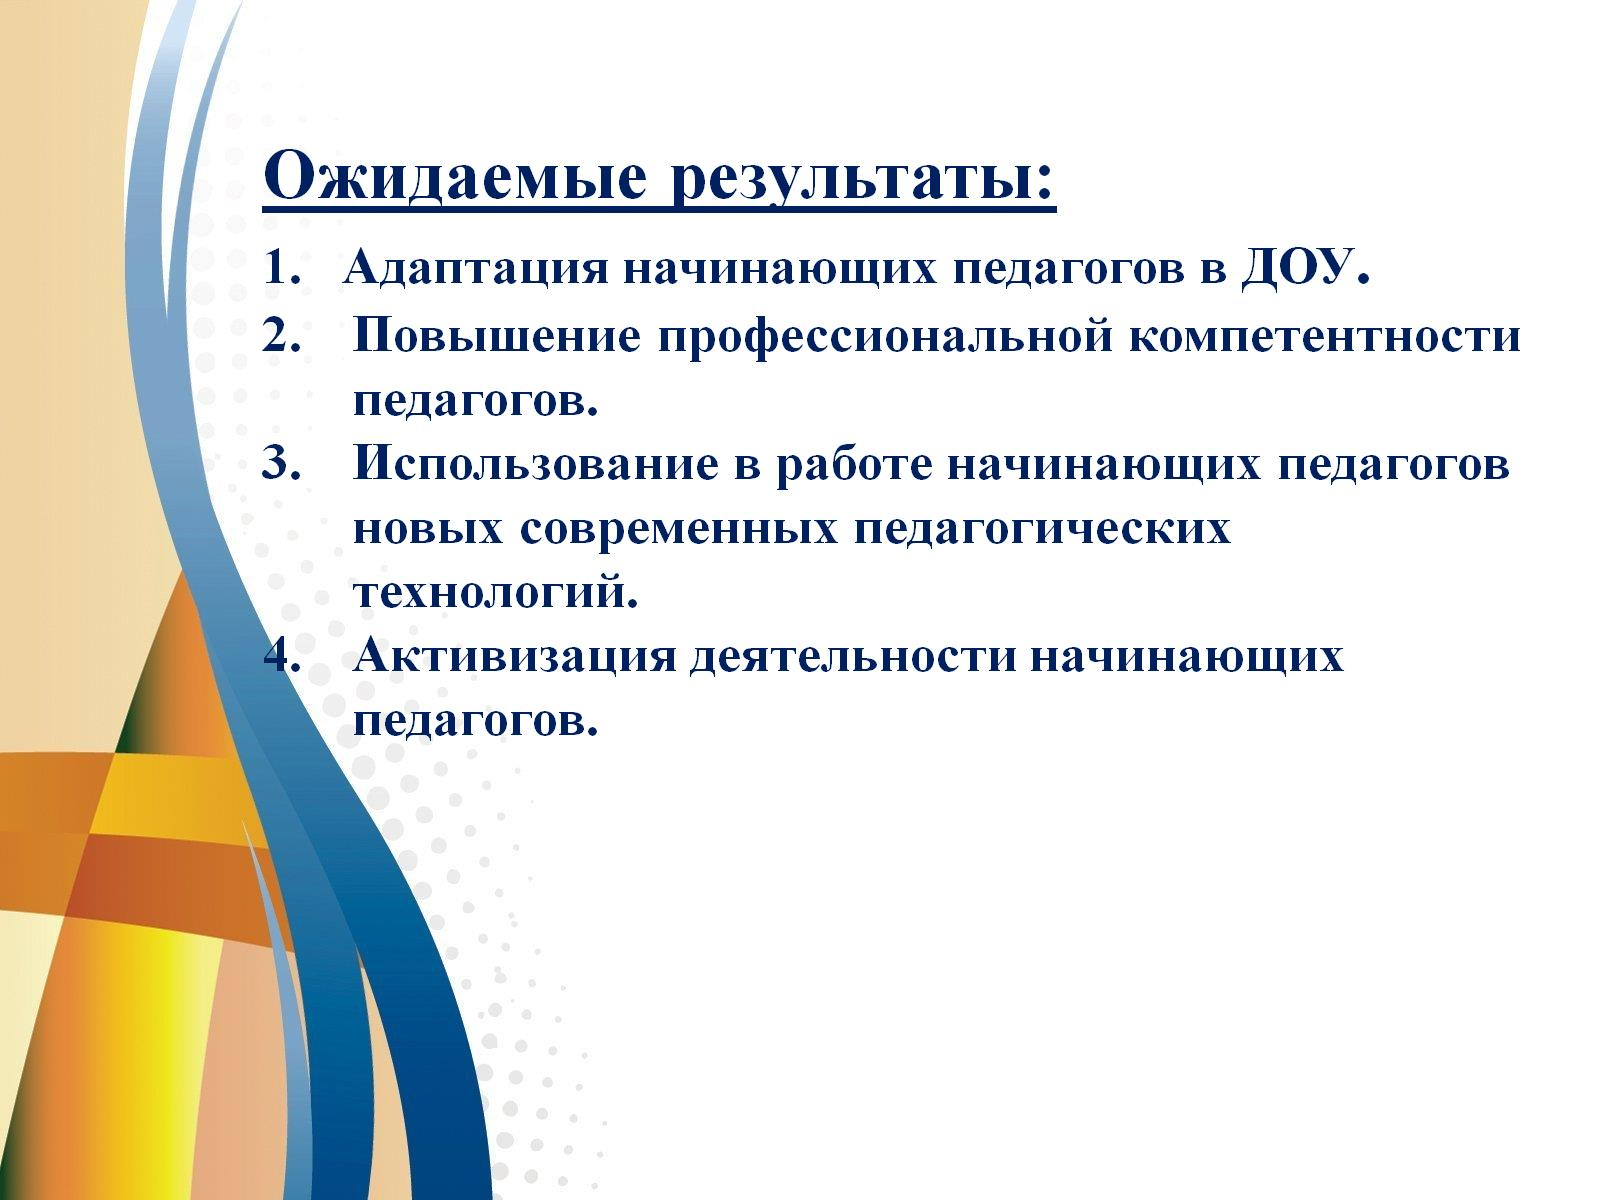 Ожидаемые результаты:
1. Адаптация начинающих педагогов в ДОУ.
2. Повышение профессиональной компетентности
педагогов.
3. Использование в работе начинающих педагогов
новых современных педагогических
технологий.
4. Активизация деятельности начинающих
педагогов.